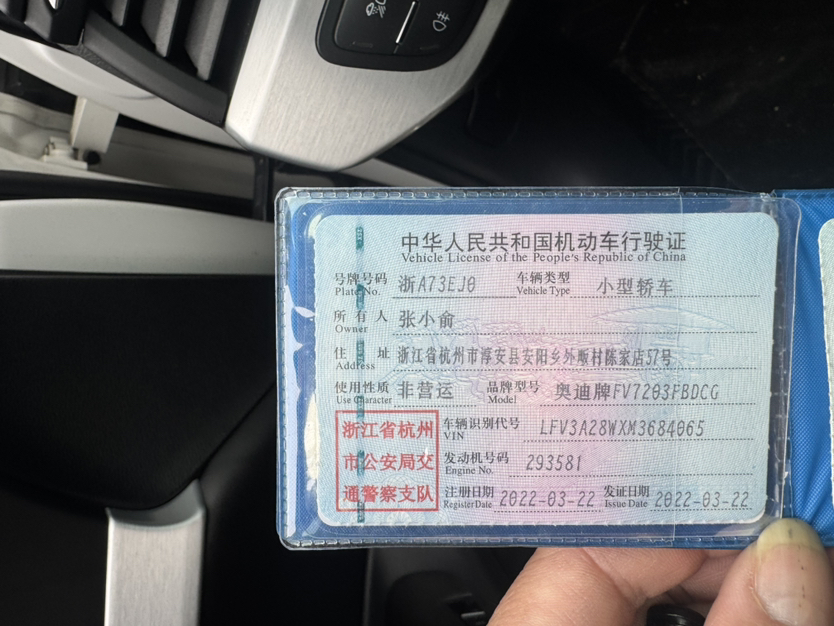 中华人民共和国机动车行驶证
Vehicle License of the People's Republic of China
号牌号码 浙A73EJ0 车辆类型 小型轿车
Plate No. Vehicle Type
所有人 张小俞
Owner
住址 浙江省杭州市淳安县安阳乡外顺村陈家店57号
Address
使用性质 非营运 品牌型号 奥迪牌FV7203FBDCG
Use Character Model
浙江省杭州
市公安局交
通警察支队
车辆识别代号 LFV3A28WXM3684065
VIN
发动机号码 293581
Engine No.
注册日期 2022-03-22 发证日期 2022-03-22
Register Date Issue Date